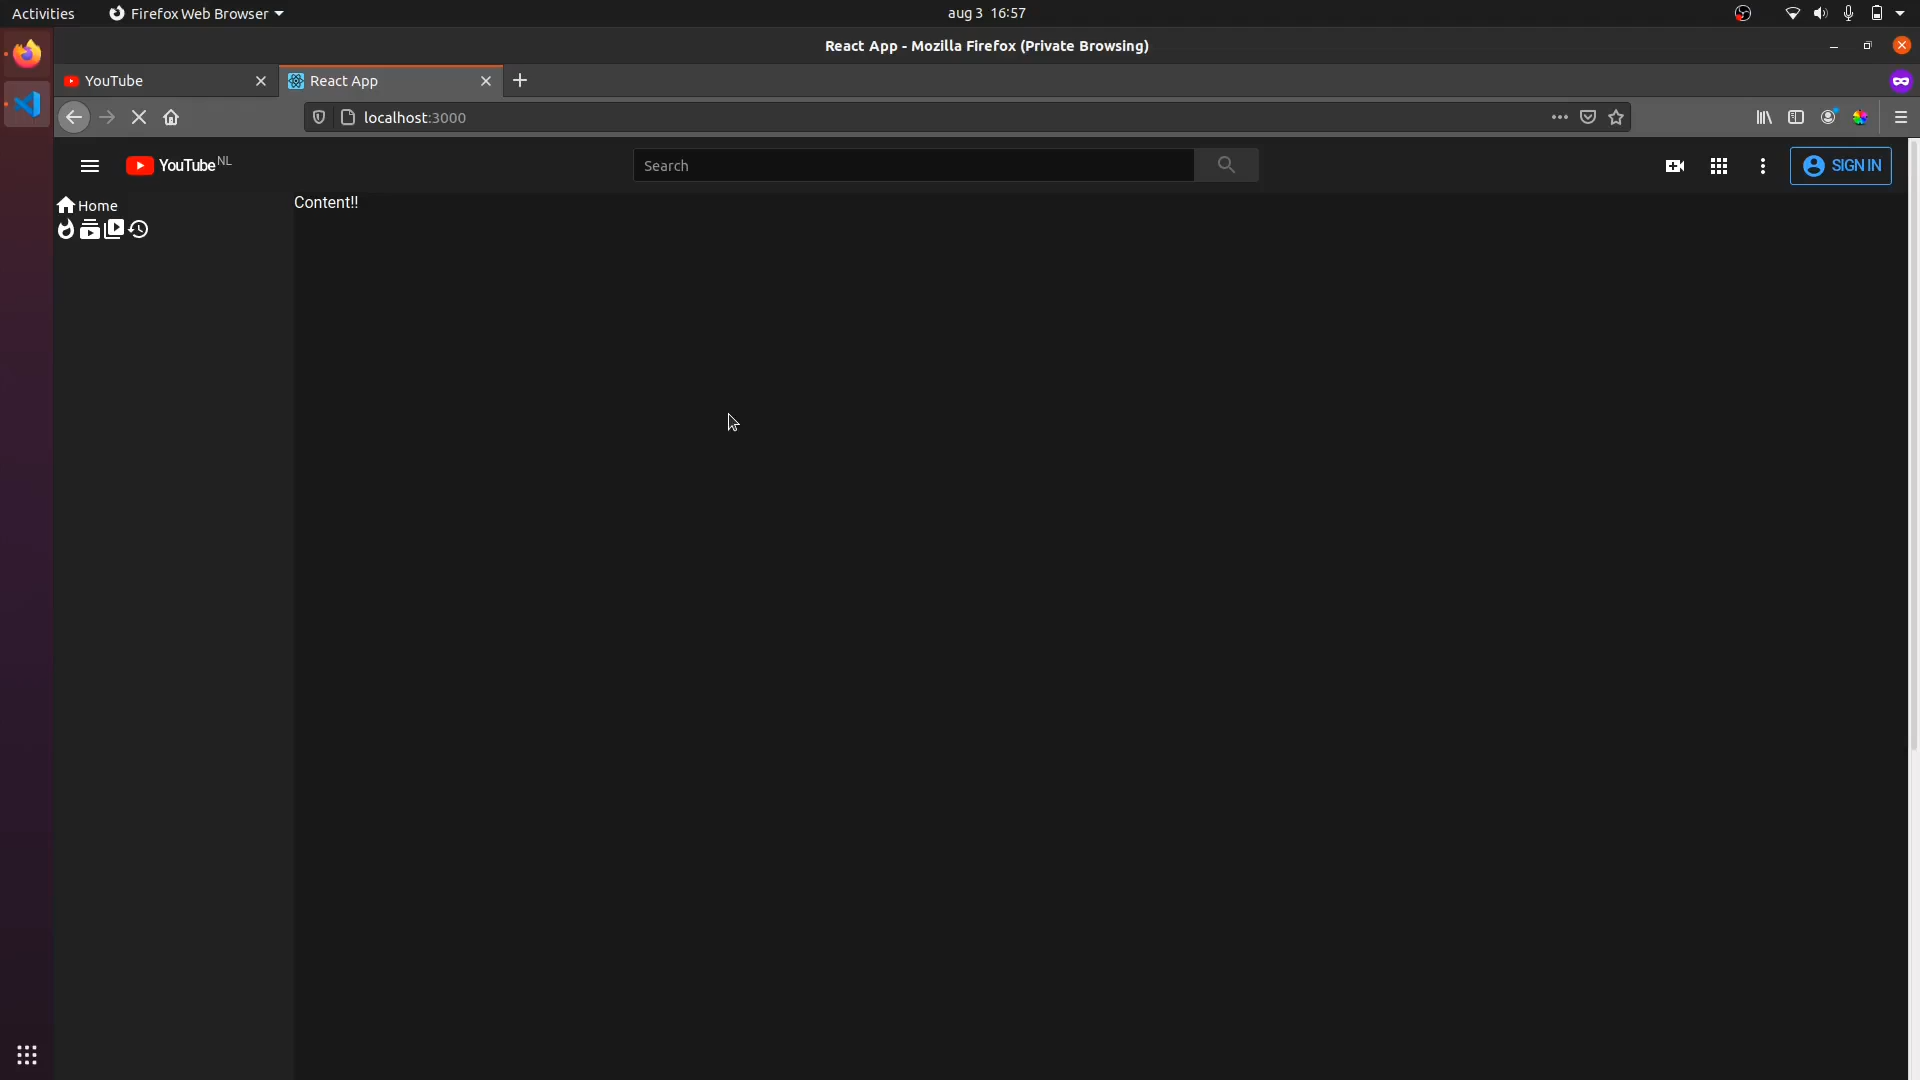 Activities
Firefox Web Browser
aug 3 16:57
React App - Mozilla Firefox (Private Browsing)
YouTube
React App
localhost:3000
YouTube NL
Search
SIGN IN
Home
Content!!